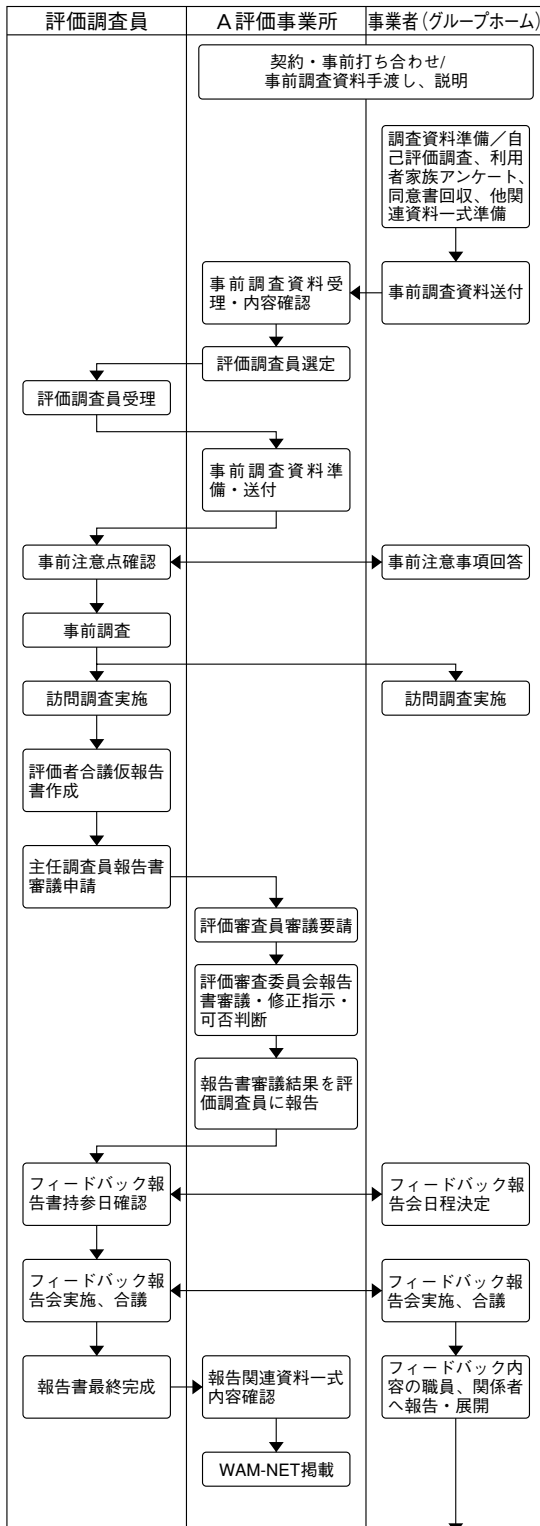 評価調査員
A評価事業所
事業者(グループホーム)
契約・事前打ち合わせ/
事前調査資料手渡し、説明
調査資料準備／自
己評価調査、利用
者家族アンケート、
同意書回収、他関
連資料一式準備
事前調査資料受
理・内容確認
事前調査資料送付
評価調査員選定
評価調査員受理
事前調査資料準
備・送付
事前注意点確認
事前注意事項回答
事前調査
訪問調査実施
訪問調査実施
評価者合議仮報告
書作成
主任調査員報告書
審議申請
評価審査員審議要請
評価審査委員会報告
書審議・修正指示・
可否判断
報告書審議結果を評
価調査員に報告
フィードバック報
告書持参日確認
フィードバック報
告会日程決定
フィードバック報
告会実施、合議
フィードバック報
告会実施、合議
報告書最終完成
報告関連資料一式
内容確認
フィードバック内
容の職員、関係者
へ報告・展開
WAM-NET掲載